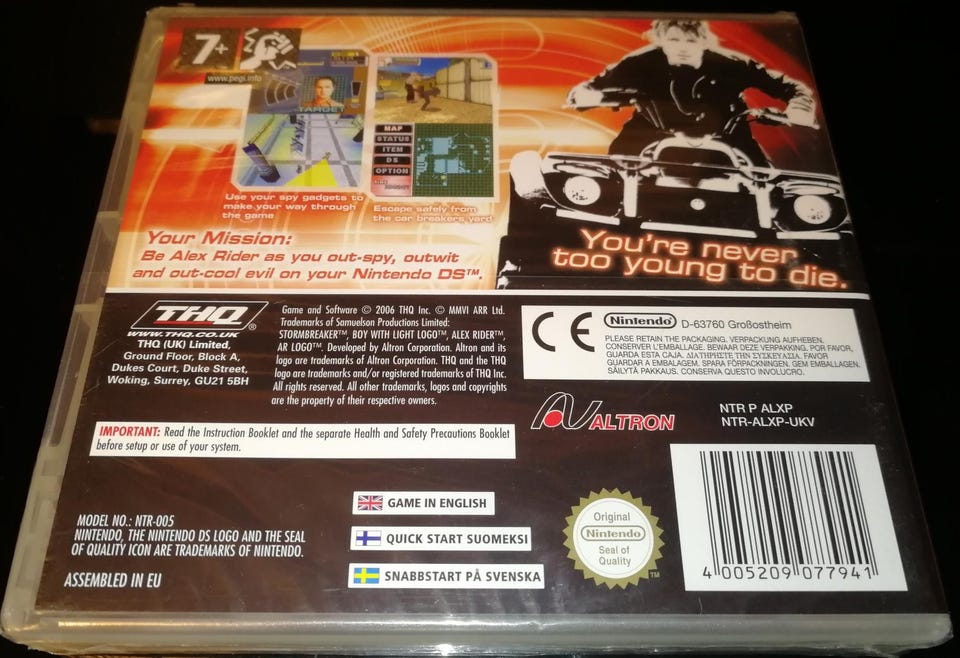 7+
www.pegi.info
TARGET
MAP
STATUS
ITEM
DS
OPTION
Use your spy gadgets to
make your way through
the game
Escape safely from
the car breakers yard
Your Mission:
Be Alex Rider as you out-spy, outwit
and out-cool evil on your Nintendo DS™.
You're never
too young to die.
THQ®
www.THQ.CO.UK
THQ (UK) Limited,
Ground Floor, Block A,
Dukes Court, Duke Street,
Woking, Surrey, GU21 5BH
Game and Software © 2006 THQ Inc. © MMVI ARR Ltd.
Trademarks of Samuelson Productions Limited:
STORMBREAKER™, BOY WITH LIGHT LOGO™, ALEX RIDER™,
AR LOGO™. Developed by Altron Corporation. Altron and its
logo are trademarks of Altron Corporation. THQ and the THQ
logo are trademarks and/or registered trademarks of THQ Inc.
All rights reserved. All other trademarks, logos and copyrights
are the property of their respective owners.
CE
Nintendo® D-63760 Großostheim
PLEASE RETAIN THE PACKAGING. VERPACKUNG AUFHEBEN.
CONSERVER L'EMBALLAGE. BEWAAR DEZE VERPAKKING. POR FAVOR,
GUARDA ESTA CAJA. ΔΙΑΤΗΡΗΣΤΕ ΤΗΝ ΣΥΣΚΕΥΑΣΙΑ. FAVOR
GUARDAR A EMBALAGEM. SPARA FÖRPACKNINGEN. GEM EMBALLAGEN.
SÄILYTÄ PAKKAUS. CONSERVA QUESTO INVOLUCRO.
ALTRON
NTR P ALXP
NTR-ALXP-UKV
IMPORTANT: Read the Instruction Booklet and the separate Health and Safety Precautions Booklet
before setup or use of your system.
GAME IN ENGLISH
QUICK START SUOMEKSI
SNABBSTART PÅ SVENSKA
MODEL NO.: NTR-005
NINTENDO, THE NINTENDO DS LOGO AND THE SEAL
OF QUALITY ICON ARE TRADEMARKS OF NINTENDO.
ASSEMBLED IN EU
Original
Nintendo®
Seal of
Quality
TM
4 005209 077941